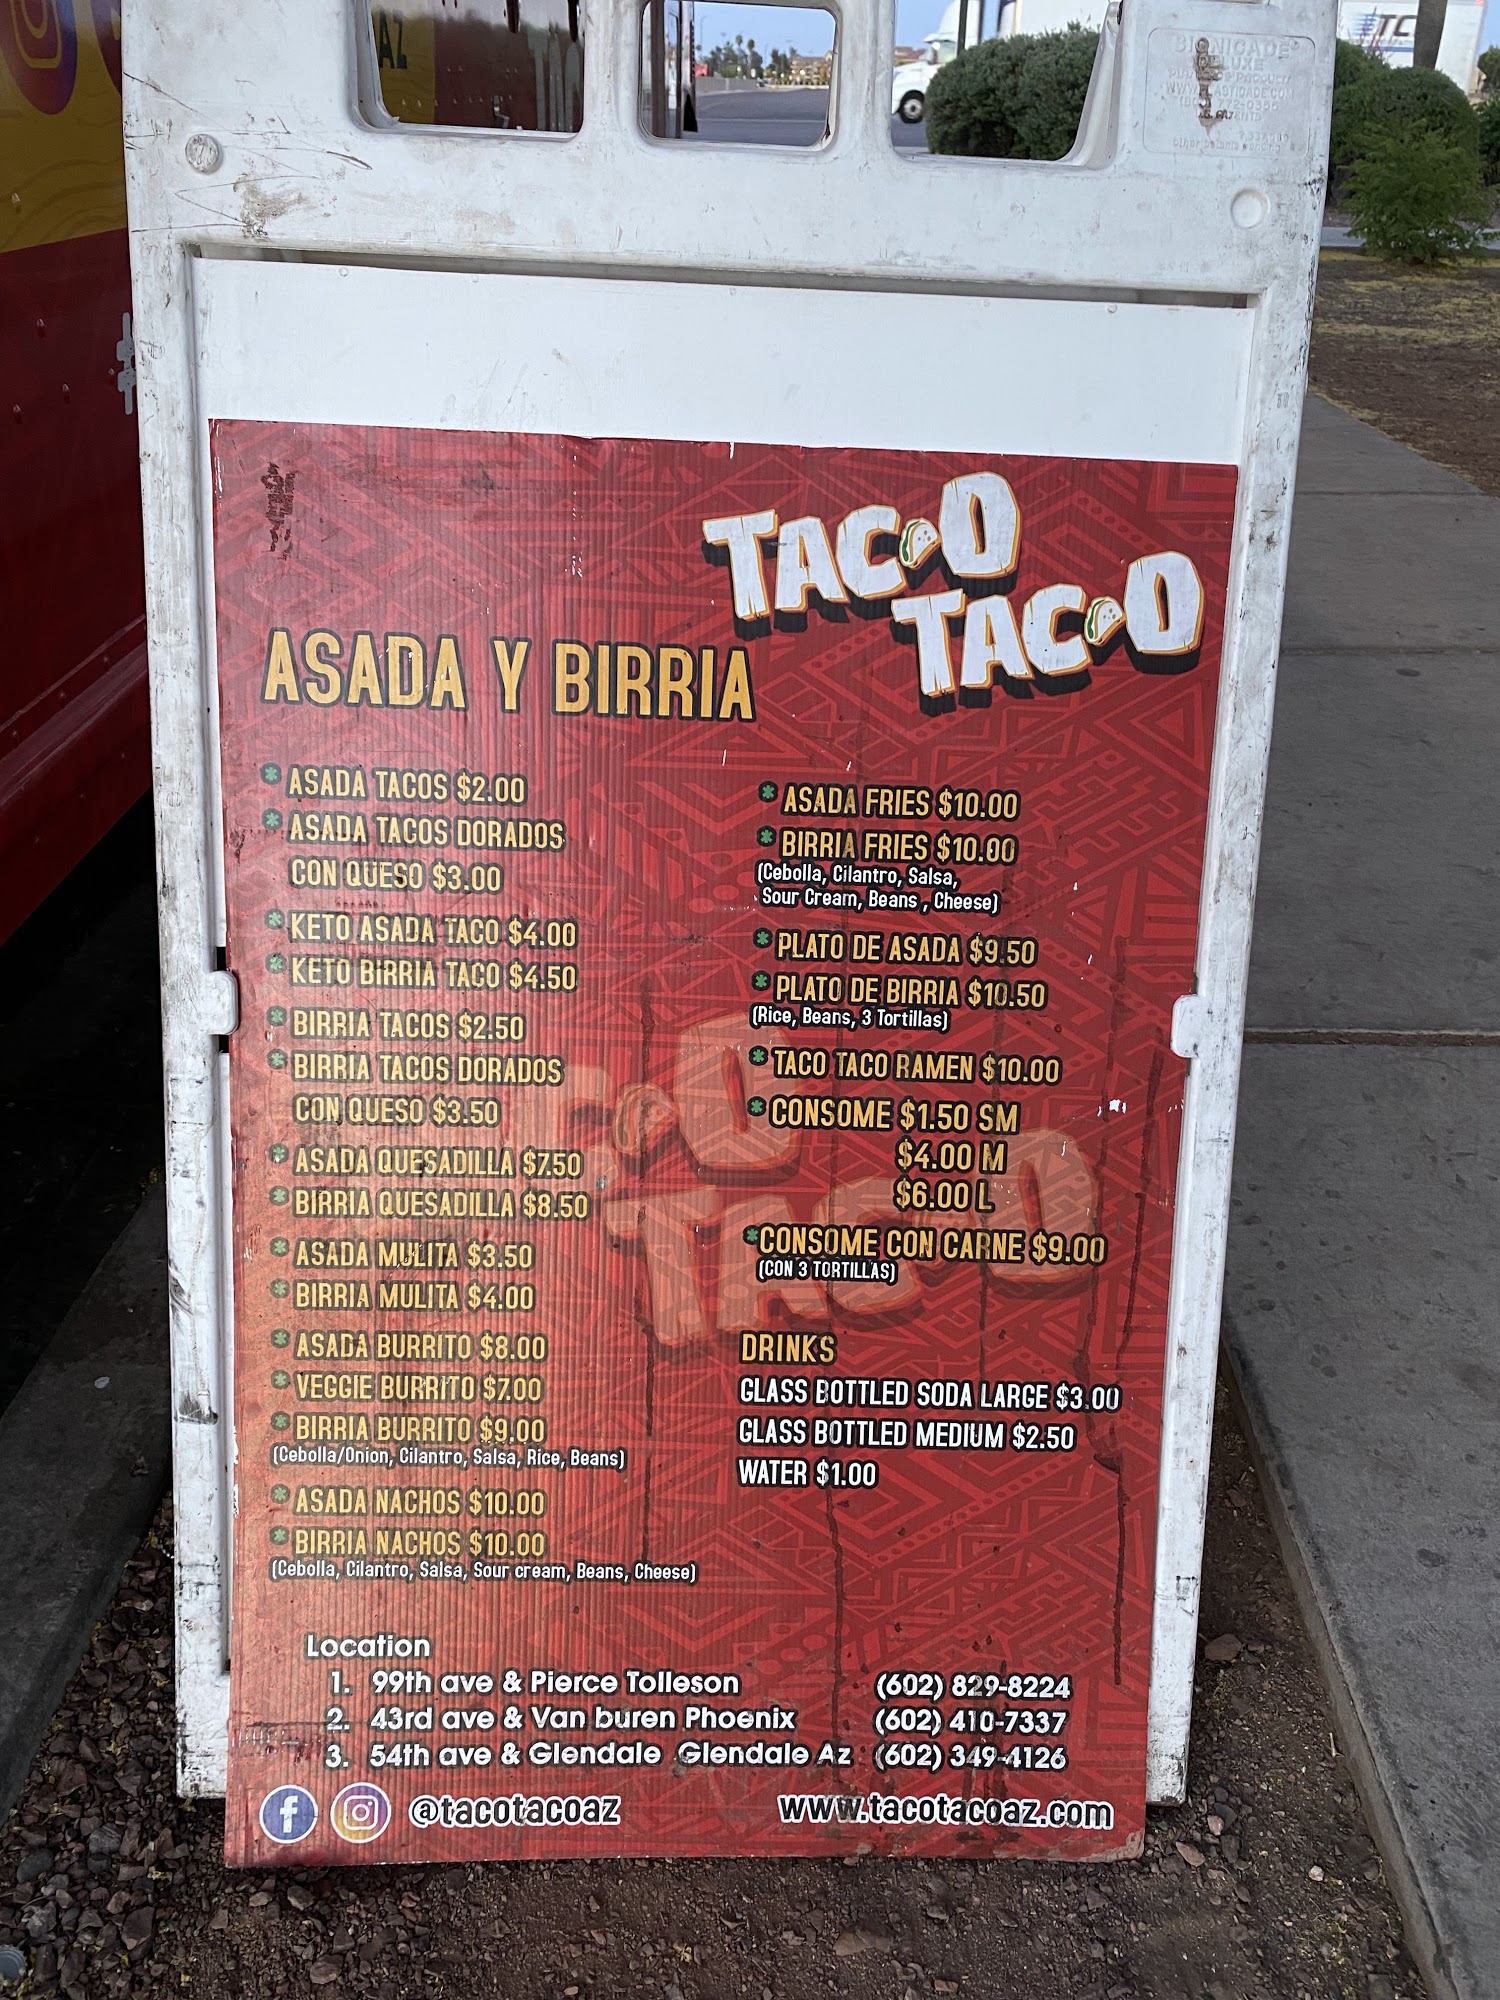 AZ
TC
BIGNICADE
DELUXE
TACO
TACO
ASADA Y BIRRIA
* ASADA TACOS $2.00
* ASADA TACOS DORADOS
CON QUESO $3.00
* KETO ASADA TACO $4.00
* KETO BIRRIA TACO $4.50
* BIRRIA TACOS $2.50
* BIRRIA TACOS DORADOS
CON QUESO $3.50
* ASADA QUESADILLA $7.50
* BIRRIA QUESADILLA $8.50
* ASADA MULITA $3.50
* BIRRIA MULITA $4.00
* ASADA BURRITO $8.00
* VEGGIE BURRITO $7.00
* BIRRIA BURRITO $9.00
(Cebolla/Onion, Cilantro, Salsa, Rice, Beans)
* ASADA NACHOS $10.00
* BIRRIA NACHOS $10.00
(Cebolla, Cilantro, Salsa, Sour cream, Beans, Cheese)
* ASADA FRIES $10.00
* BIRRIA FRIES $10.00
(Cebolla, Cilantro, Salsa,
Sour Cream, Beans , Cheese)
* PLATO DE ASADA $9.50
* PLATO DE BIRRIA $10.50
(Rice, Beans, 3 Tortillas)
* TACO TACO RAMEN $10.00
* CONSOME $1.50 SM
$4.00 M
$6.00 L
* CONSOME CON CARNE $9.00
(CON 3 TORTILLAS)
DRINKS
GLASS BOTTLED SODA LARGE $3.00
GLASS BOTTLED MEDIUM $2.50
WATER $1.00
Location
1. 99th ave & Pierce Tolleson (602) 829-8224
2. 43rd ave & Van buren Phoenix (602) 410-7337
3. 54th ave & Glendale Glendale Az (602) 349-4126
@tacotacoaz www.tacotacoaz.com